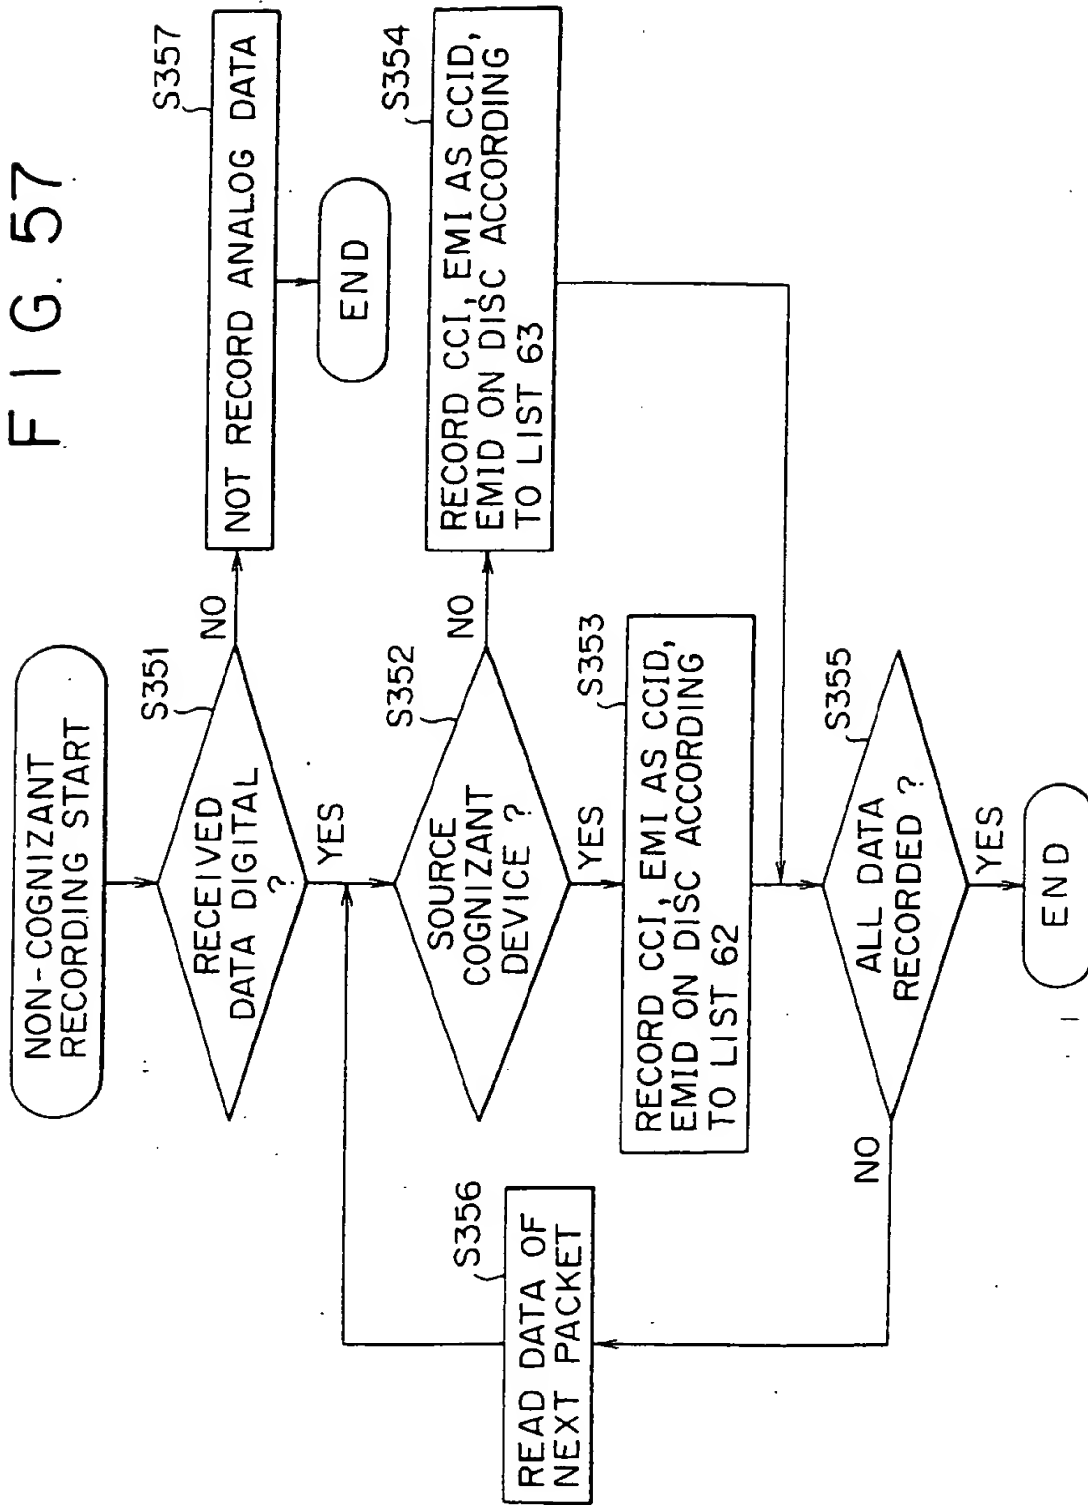 FIG. 57
NON-COGNIZANT
RECORDING START
S351
RECEIVED
DATA DIGITAL
?
NO
YES
S357
NOT RECORD ANALOG DATA
END
S352
SOURCE
COGNIZANT
DEVICE ?
NO
YES
S354
RECORD CCI, EMI AS CCID,
EMID ON DISC ACCORDING
TO LIST 63
S353
RECORD CCI, EMI AS CCID,
EMID ON DISC ACCORDING
TO LIST 62
S355
ALL DATA
RECORDED ?
NO
YES
S356
READ DATA OF
NEXT PACKET
END